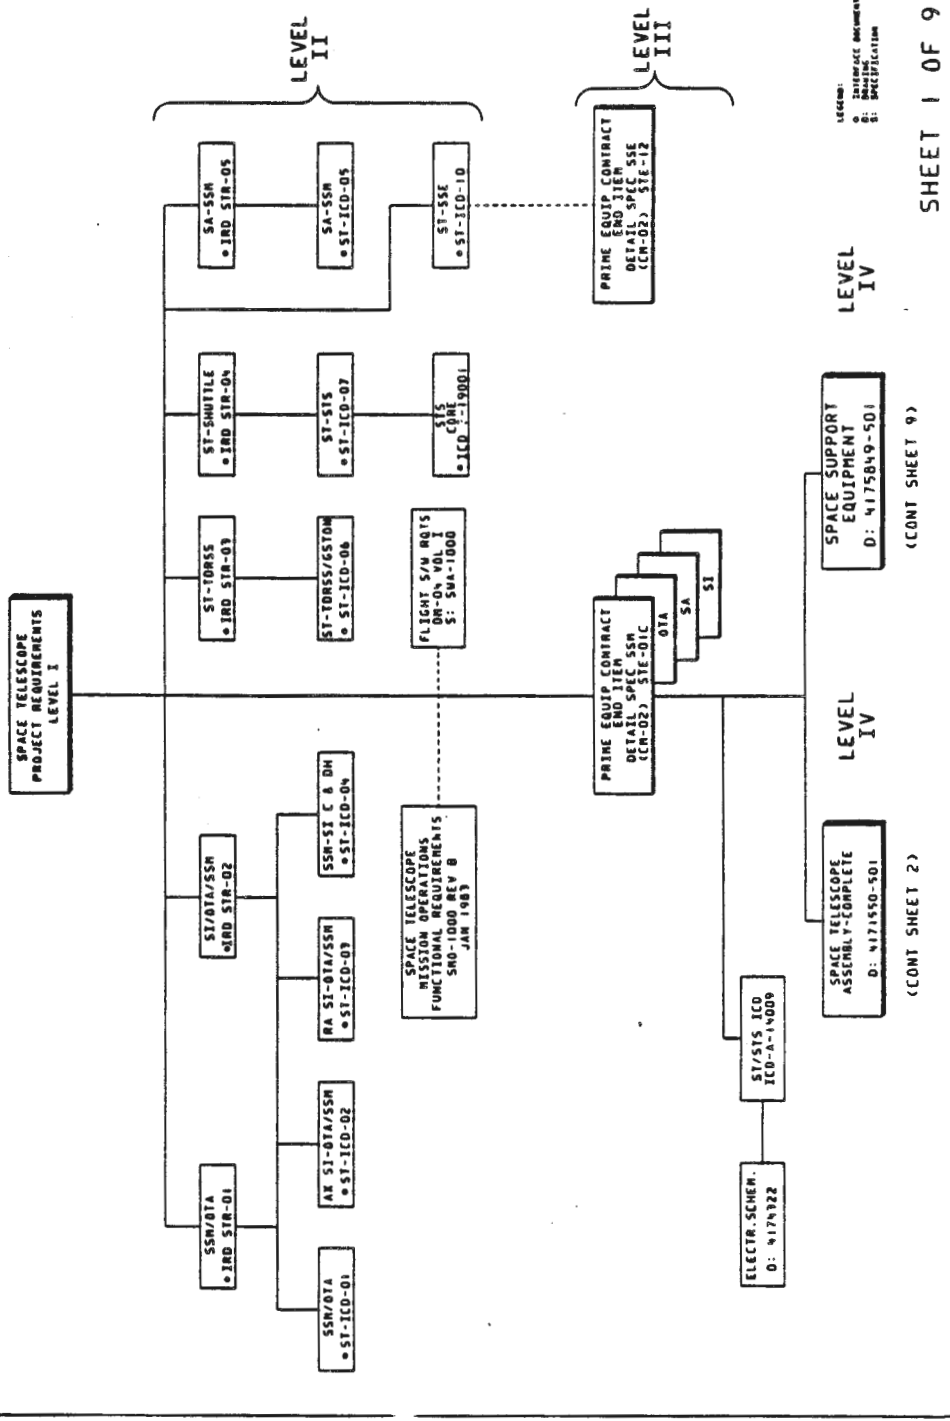 SPACE TELESCOPE
PROJECT REQUIREMENTS
LEVEL I
SSM/OTA
IRD STR-01
SI/OTA/SSM
IRD STR-02
ST-TDRSS
IRD STR-03
ST-SHUTTLE
IRD STR-04
SA-SSM
IRD STR-05
LEVEL
II
SSM/OTA
ST-ICD-01
AX SI-OTA/SSM
ST-ICD-02
RA SI-OTA/SSM
ST-ICD-03
SSM-SI C & DH
ST-ICD-04
ST-TDRSS/GSTDN
ST-ICD-06
ST-STS
ST-ICD-07
SA-SSM
ST-ICD-05
SPACE TELESCOPE
MISSION OPERATIONS
FUNCTIONAL REQUIREMENTS
SMO-1000 REV B
JAN 1983
FLIGHT S/W RQTS
DM-04 VOL I
S: SWA-1000
STS
CORE
ICD
ST-SSE
ST-ICD-10
PRIME EQUIP CONTRACT
END ITEM
DETAIL SPEC SSM
(CM-02) STE-01C
OTA
SA
SI
PRIME EQUIP CONTRACT
END ITEM
DETAIL SPEC SSE
(CM-02) STE-12
LEVEL
III
ELECTR.SCHEM.
D: 4174322
ST/STS ICD
ICD-A-14009
SPACE TELESCOPE
ASSEMBLY-COMPLETE
D: 4171550-501
LEVEL
IV
SPACE SUPPORT
EQUIPMENT
D: 4175849-501
LEVEL
IV
(CONT SHEET 2)
(CONT SHEET 9)
LEGEND:
INTERFACE DOCUMENT
D: DRAWING
S: SPECIFICATION
SHEET 1 OF 9